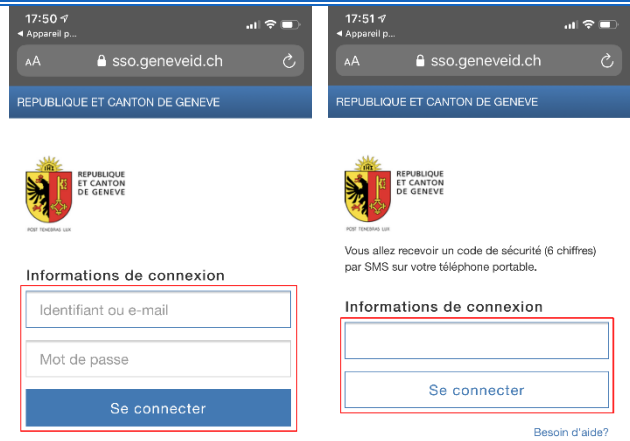 17:50
◀ Appareil p...
AA sso.geneveid.ch
REPUBLIQUE ET CANTON DE GENEVE
REPUBLIQUE
ET CANTON
DE GENEVE
POST TENEBRAS LUX
Informations de connexion
Identifiant ou e-mail
Mot de passe
Se connecter
17:51
◀ Appareil p...
AA sso.geneveid.ch
REPUBLIQUE ET CANTON DE GENEVE
REPUBLIQUE
ET CANTON
DE GENEVE
POST TENEBRAS LUX
Vous allez recevoir un code de sécurité (6 chiffres)
par SMS sur votre téléphone portable.
Informations de connexion
Se connecter
Besoin d'aide?